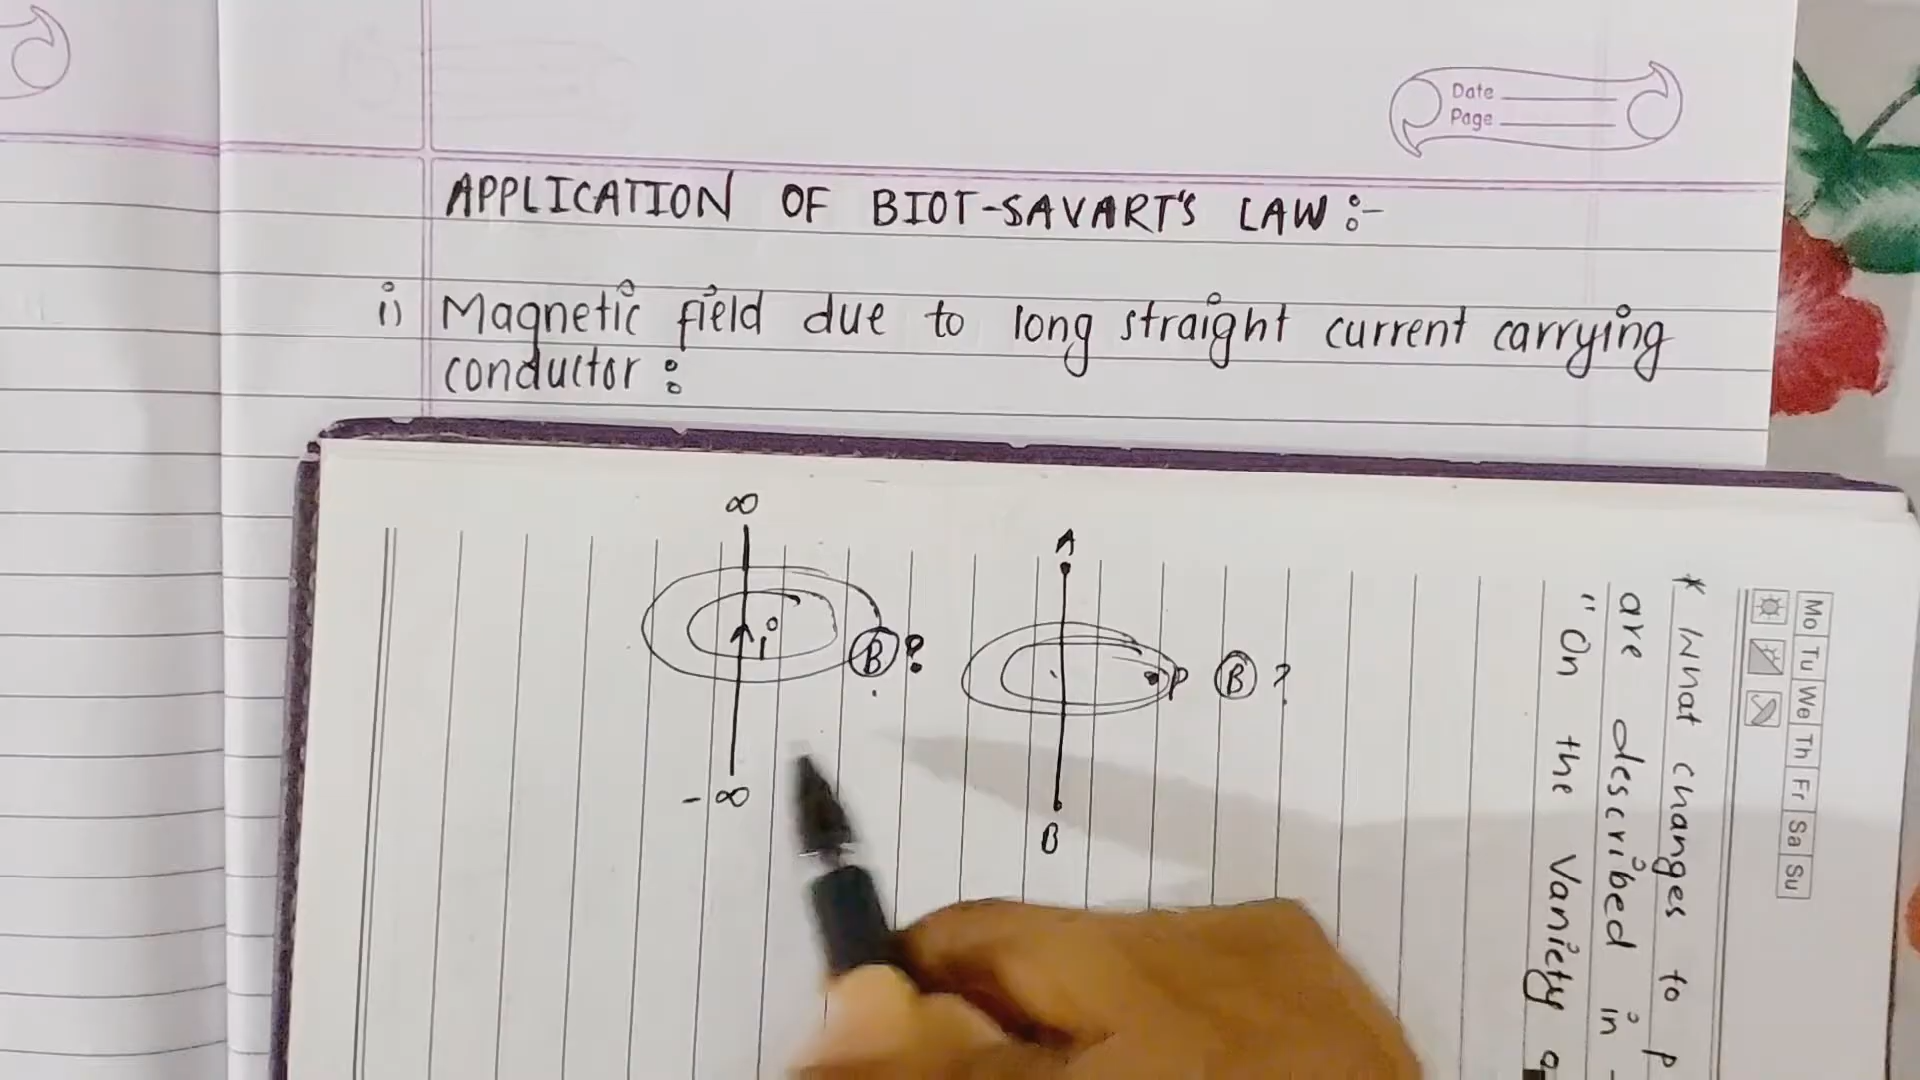 Date
Page
APPLICATION OF BIOT-SAVART'S LAW :-
i) Magnetic field due to long straight current carrying
conductor :
∞
i
B ?
-∞
A
P B ?
B
Mo Tu We Th Fr Sa Su
* What changes to p
are described in
"On the Vaniety